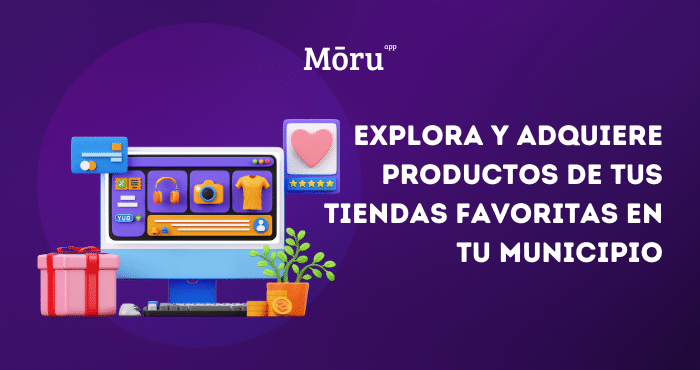 Mōru app
EXPLORA Y ADQUIERE
PRODUCTOS DE TUS
TIENDAS FAVORITAS EN
TU MUNICIPIO